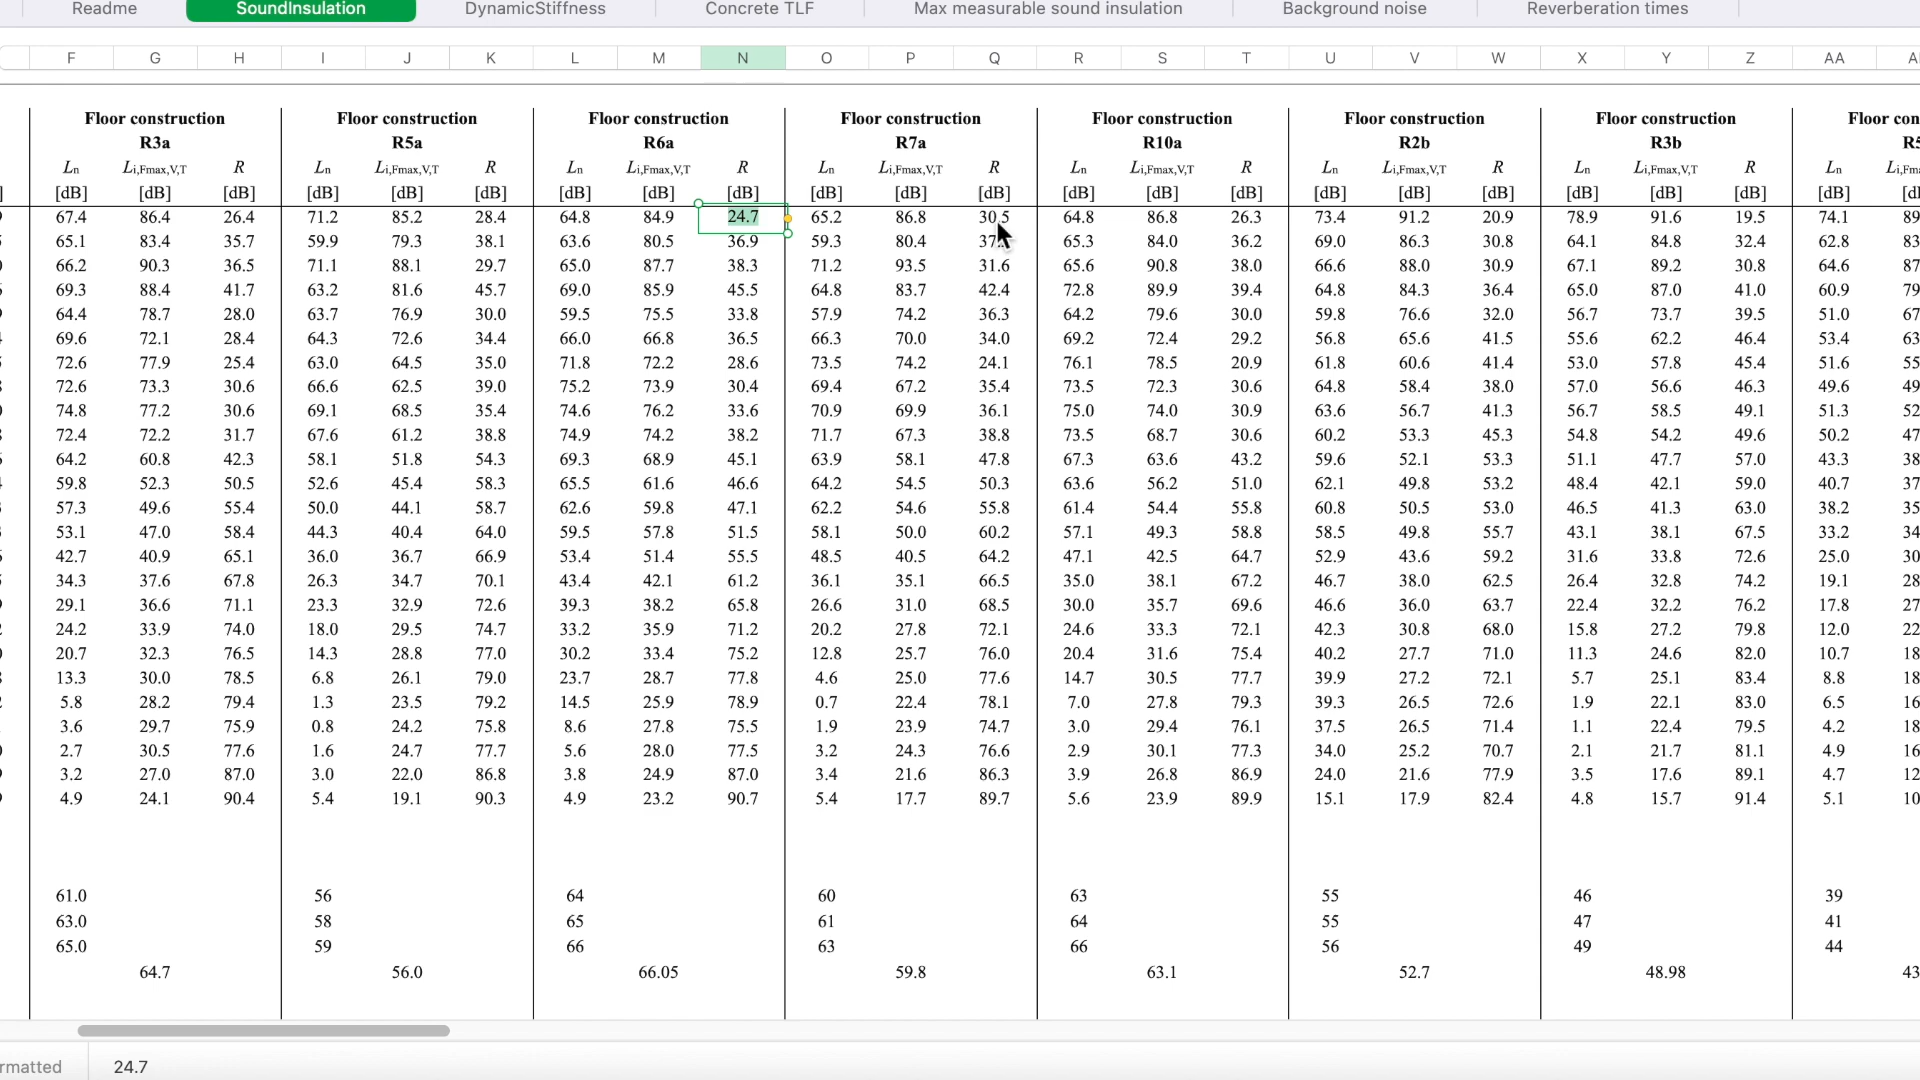 Readme SoundInsulation DynamicStiffness Concrete TLF Max measurable sound insulation Background noise Reverberation times
F G H I J K L M N O P Q R S T U V W X Y Z AA
Floor construction Floor construction Floor construction Floor construction Floor construction Floor construction Floor construction Floor con
R3a R5a R6a R7a R10a R2b R3b R5
Ln Li,Fmax,V,T R Ln Li,Fmax,V,T R Ln Li,Fmax,V,T R Ln Li,Fmax,V,T R Ln Li,Fmax,V,T R Ln Li,Fmax,V,T R Ln Li,Fmax,V,T R Ln Li,Fma
[dB] [dB] [dB] [dB] [dB] [dB] [dB] [dB] [dB] [dB] [dB] [dB] [dB] [dB] [dB] [dB] [dB] [dB] [dB] [dB] [dB] [dB] [d
67.4 86.4 26.4 71.2 85.2 28.4 64.8 84.9 24.7 65.2 86.8 30.5 64.8 86.8 26.3 73.4 91.2 20.9 78.9 91.6 19.5 74.1 89
65.1 83.4 35.7 59.9 79.3 38.1 63.6 80.5 36.9 59.3 80.4 37. 65.3 84.0 36.2 69.0 86.3 30.8 64.1 84.8 32.4 62.8 83
66.2 90.3 36.5 71.1 88.1 29.7 65.0 87.7 38.3 71.2 93.5 31.6 65.6 90.8 38.0 66.6 88.0 30.9 67.1 89.2 30.8 64.6 87
69.3 88.4 41.7 63.2 81.6 45.7 69.0 85.9 45.5 64.8 83.7 42.4 72.8 89.9 39.4 64.8 84.3 36.4 65.0 87.0 41.0 60.9 79
64.4 78.7 28.0 63.7 76.9 30.0 59.5 75.5 33.8 57.9 74.2 36.3 64.2 79.6 30.0 59.8 76.6 32.0 56.7 73.7 39.5 51.0 67
69.6 72.1 28.4 64.3 72.6 34.4 66.0 66.8 36.5 66.3 70.0 34.0 69.2 72.4 29.2 56.8 65.6 41.5 55.6 62.2 46.4 53.4 63
72.6 77.9 25.4 63.0 64.5 35.0 71.8 72.2 28.6 73.5 74.2 24.1 76.1 78.5 20.9 61.8 60.6 41.4 53.0 57.8 45.4 51.6 55
72.6 73.3 30.6 66.6 62.5 39.0 75.2 73.9 30.4 69.4 67.2 35.4 73.5 72.3 30.6 64.8 58.4 38.0 57.0 56.6 46.3 49.6 49
74.8 77.2 30.6 69.1 68.5 35.4 74.6 76.2 33.6 70.9 69.9 36.1 75.0 74.0 30.9 63.6 56.7 41.3 56.7 58.5 49.1 51.3 52
72.4 72.2 31.7 67.6 61.2 38.8 74.9 74.2 38.2 71.7 67.3 38.8 73.5 68.7 30.6 60.2 53.3 45.3 54.8 54.2 49.6 50.2 47
64.2 60.8 42.3 58.1 51.8 54.3 69.3 68.9 45.1 63.9 58.1 47.8 67.3 63.6 43.2 59.6 52.1 53.3 51.1 47.7 57.0 43.3 38
59.8 52.3 50.5 52.6 45.4 58.3 65.5 61.6 46.6 64.2 54.5 50.3 63.6 56.2 51.0 62.1 49.8 53.2 48.4 42.1 59.0 40.7 37
57.3 49.6 55.4 50.0 44.1 58.7 62.6 59.8 47.1 62.2 54.6 55.8 61.4 54.4 55.8 60.8 50.5 53.0 46.5 41.3 63.0 38.2 35
53.1 47.0 58.4 44.3 40.4 64.0 59.5 57.8 51.5 58.1 50.0 60.2 57.1 49.3 58.8 58.5 49.8 55.7 43.1 38.1 67.5 33.2 34
42.7 40.9 65.1 36.0 36.7 66.9 53.4 51.4 55.5 48.5 40.5 64.2 47.1 42.5 64.7 52.9 43.6 59.2 31.6 33.8 72.6 25.0 30
34.3 37.6 67.8 26.3 34.7 70.1 43.4 42.1 61.2 36.1 35.1 66.5 35.0 38.1 67.2 46.7 38.0 62.5 26.4 32.8 74.2 19.1 28
29.1 36.6 71.1 23.3 32.9 72.6 39.3 38.2 65.8 26.6 31.0 68.5 30.0 35.7 69.6 46.6 36.0 63.7 22.4 32.2 76.2 17.8 27
24.2 33.9 74.0 18.0 29.5 74.7 33.2 35.9 71.2 20.2 27.8 72.1 24.6 33.3 72.1 42.3 30.8 68.0 15.8 27.2 79.8 12.0 22
20.7 32.3 76.5 14.3 28.8 77.0 30.2 33.4 75.2 12.8 25.7 76.0 20.4 31.6 75.4 40.2 27.7 71.0 11.3 24.6 82.0 10.7 18
13.3 30.0 78.5 6.8 26.1 79.0 23.7 28.7 77.8 4.6 25.0 77.6 14.7 30.5 77.7 39.9 27.2 72.1 5.7 25.1 83.4 8.8 18
5.8 28.2 79.4 1.3 23.5 79.2 14.5 25.9 78.9 0.7 22.4 78.1 7.0 27.8 79.3 39.3 26.5 72.6 1.9 22.1 83.0 6.5 16
3.6 29.7 75.9 0.8 24.2 75.8 8.6 27.8 75.5 1.9 23.9 74.7 3.0 29.4 76.1 37.5 26.5 71.4 1.1 22.4 79.5 4.2 18
2.7 30.5 77.6 1.6 24.7 77.7 5.6 28.0 77.5 3.2 24.3 76.6 2.9 30.1 77.3 34.0 25.2 70.7 2.1 21.7 81.1 4.9 16
3.2 27.0 87.0 3.0 22.0 86.8 3.8 24.9 87.0 3.4 21.6 86.3 3.9 26.8 86.9 24.0 21.6 77.9 3.5 17.6 89.1 4.7 12
4.9 24.1 90.4 5.4 19.1 90.3 4.9 23.2 90.7 5.4 17.7 89.7 5.6 23.9 89.9 15.1 17.9 82.4 4.8 15.7 91.4 5.1 10
61.0 56 64 60 63 55 46 39
63.0 58 65 61 64 55 47 41
65.0 59 66 63 66 56 49 44
64.7 56.0 66.05 59.8 63.1 52.7 48.98 43
rmatted 24.7